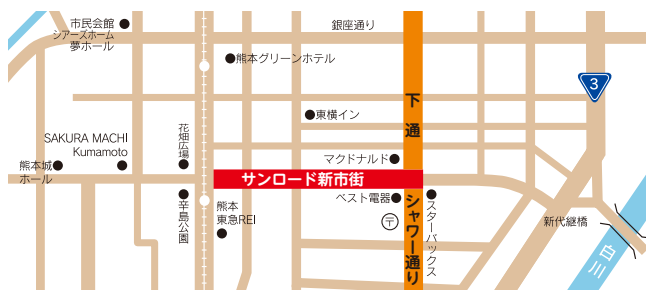 市民会館
シアーズホーム
夢ホール
銀座通り
熊本グリーンホテル
3
東横イン
下通
SAKURA MACHI
Kumamoto
花畑広場
マクドナルド
熊本城
ホール
サンロード新市街
辛島公園
熊本
東急REI
ベスト電器
〒
シャワー通り
スターバックス
新代継橋
白川